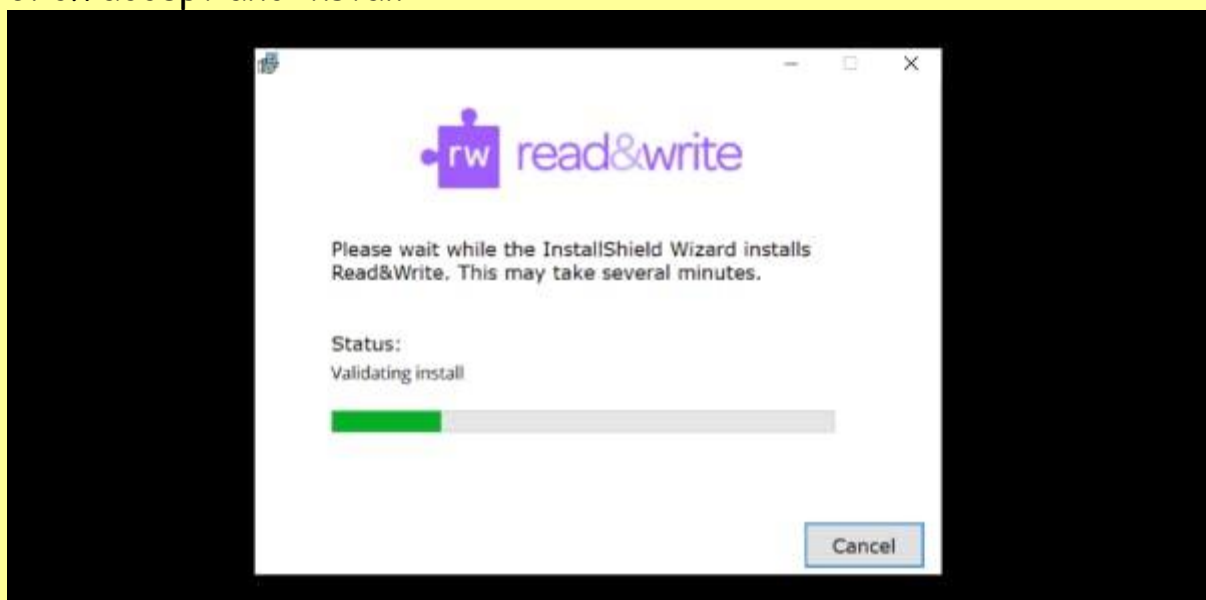 rw read&write
Please wait while the InstallShield Wizard installs
Read&Write. This may take several minutes.
Status:
Validating install
Cancel